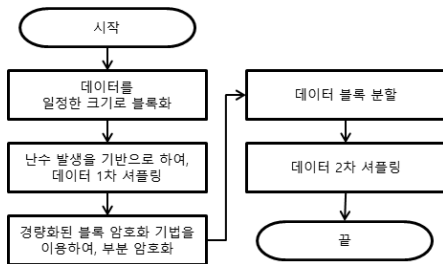 시작
데이터를
일정한 크기로 블록화
난수 발생을 기반으로 하여,
데이터 1차 셔플링
경량화된 블록 암호화 기법을
이용하여, 부분 암호화
데이터 블록 분할
데이터 2차 셔플링
끝